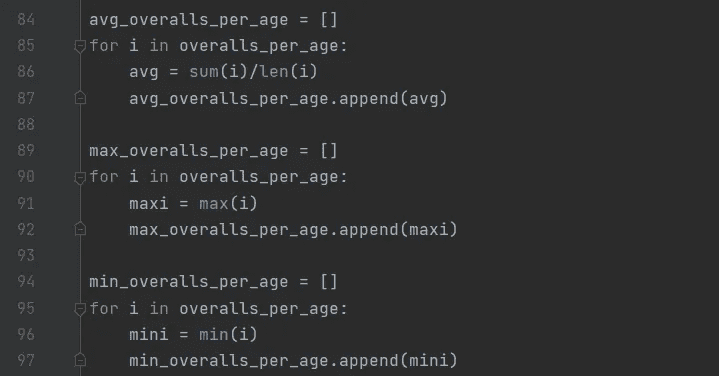 84 avg_overalls_per_age = []
85 for i in overalls_per_age:
86     avg = sum(i)/len(i)
87     avg_overalls_per_age.append(avg)
88
89 max_overalls_per_age = []
90 for i in overalls_per_age:
91     maxi = max(i)
92     max_overalls_per_age.append(maxi)
93
94 min_overalls_per_age = []
95 for i in overalls_per_age:
96     mini = min(i)
97     min_overalls_per_age.append(mini)